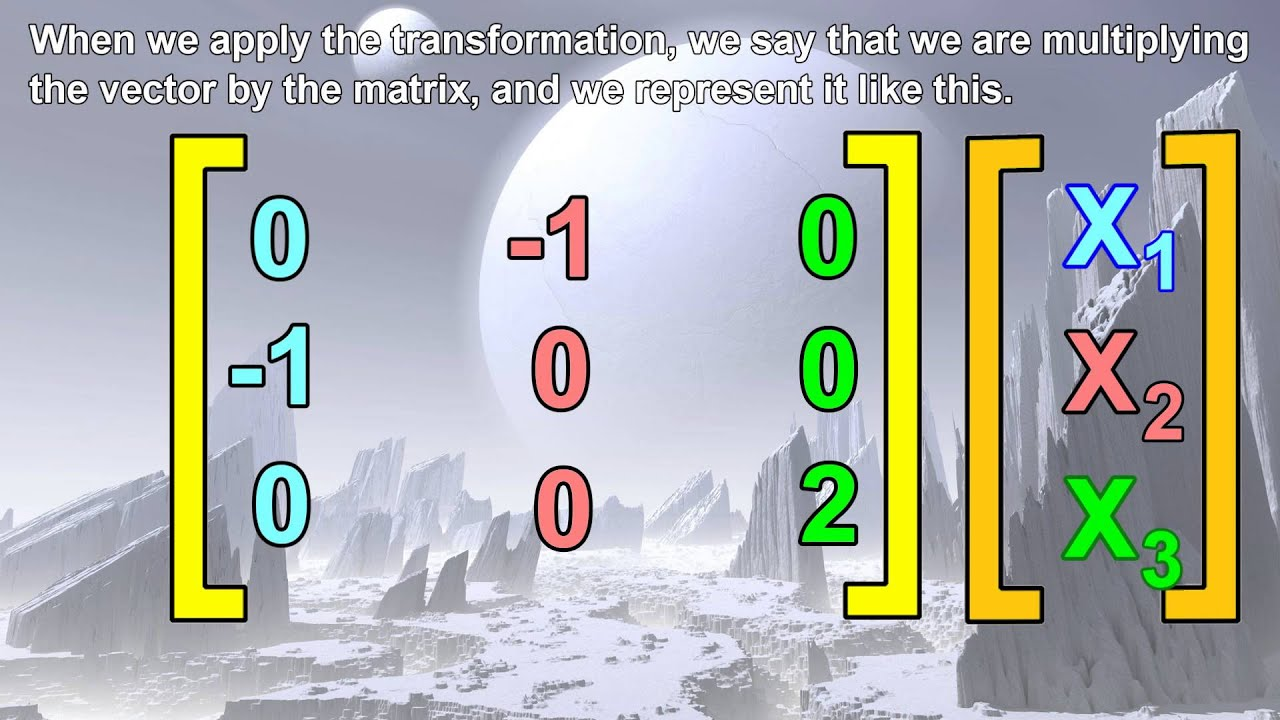 When we apply the transformation, we say that we are multiplying
the vector by the matrix, and we represent it like this.
[0 -1 0] [X1]
[-1 0 0] [X2]
[0 0 2] [X3]